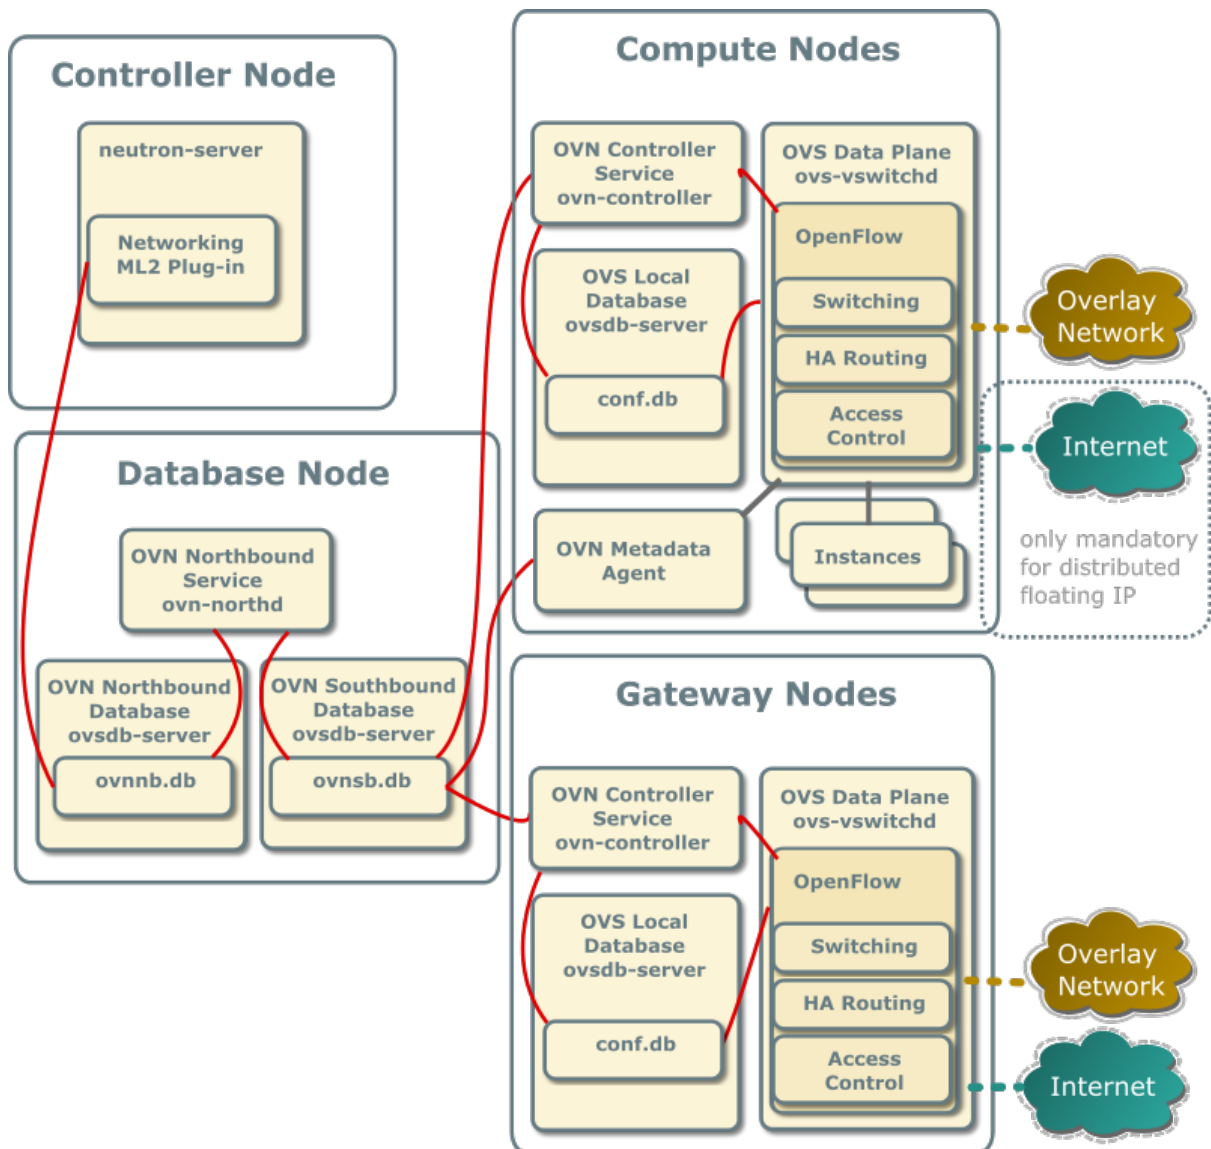 Controller Node
neutron-server
Networking
ML2 Plug-in
Database Node
OVN Northbound
Service
ovn-northd
OVN Northbound
Database
ovsdb-server
ovnnb.db
OVN Southbound
Database
ovsdb-server
ovnsb.db
Compute Nodes
OVN Controller
Service
ovn-controller
OVS Local
Database
ovsdb-server
conf.db
OVN Metadata
Agent
OVS Data Plane
ovs-vswitchd
OpenFlow
Switching
HA Routing
Access
Control
Instances
Overlay
Network
Internet
only mandatory
for distributed
floating IP
Gateway Nodes
OVN Controller
Service
ovn-controller
OVS Local
Database
ovsdb-server
conf.db
OVS Data Plane
ovs-vswitchd
OpenFlow
Switching
HA Routing
Access
Control
Overlay
Network
Internet